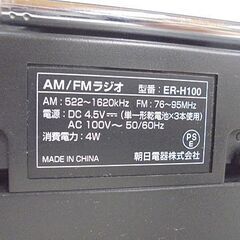 AM/FMラジオ 型番：ER-H100
AM：522～1620kHz FM：76～95MHz
電源：DC 4.5V⎓（単一形乾電池×3本使用）
AC 100V～ 50/60Hz
消費電力：4W
PS
E
MADE IN CHINA 朝日電器株式会社